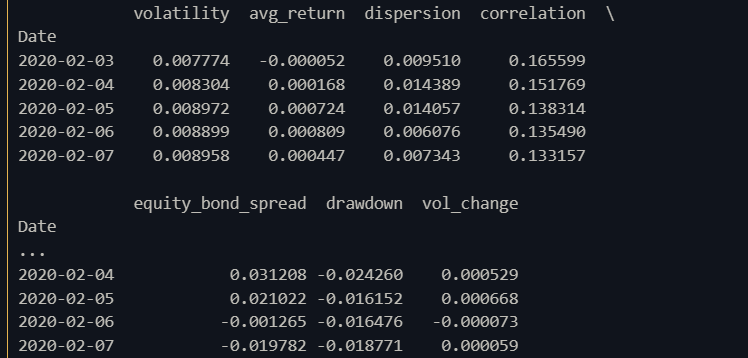 volatility avg_return dispersion correlation \
Date
2020-02-03 0.007774 -0.000052 0.009510 0.165599
2020-02-04 0.008304 0.000168 0.014389 0.151769
2020-02-05 0.008972 0.000724 0.014057 0.138314
2020-02-06 0.008899 0.000809 0.006076 0.135490
2020-02-07 0.008958 0.000447 0.007343 0.133157
equity_bond_spread drawdown vol_change
Date
...
2020-02-04 0.031208 -0.024260 0.000529
2020-02-05 0.021022 -0.016152 0.000668
2020-02-06 -0.001265 -0.016476 -0.000073
2020-02-07 -0.019782 -0.018771 0.000059